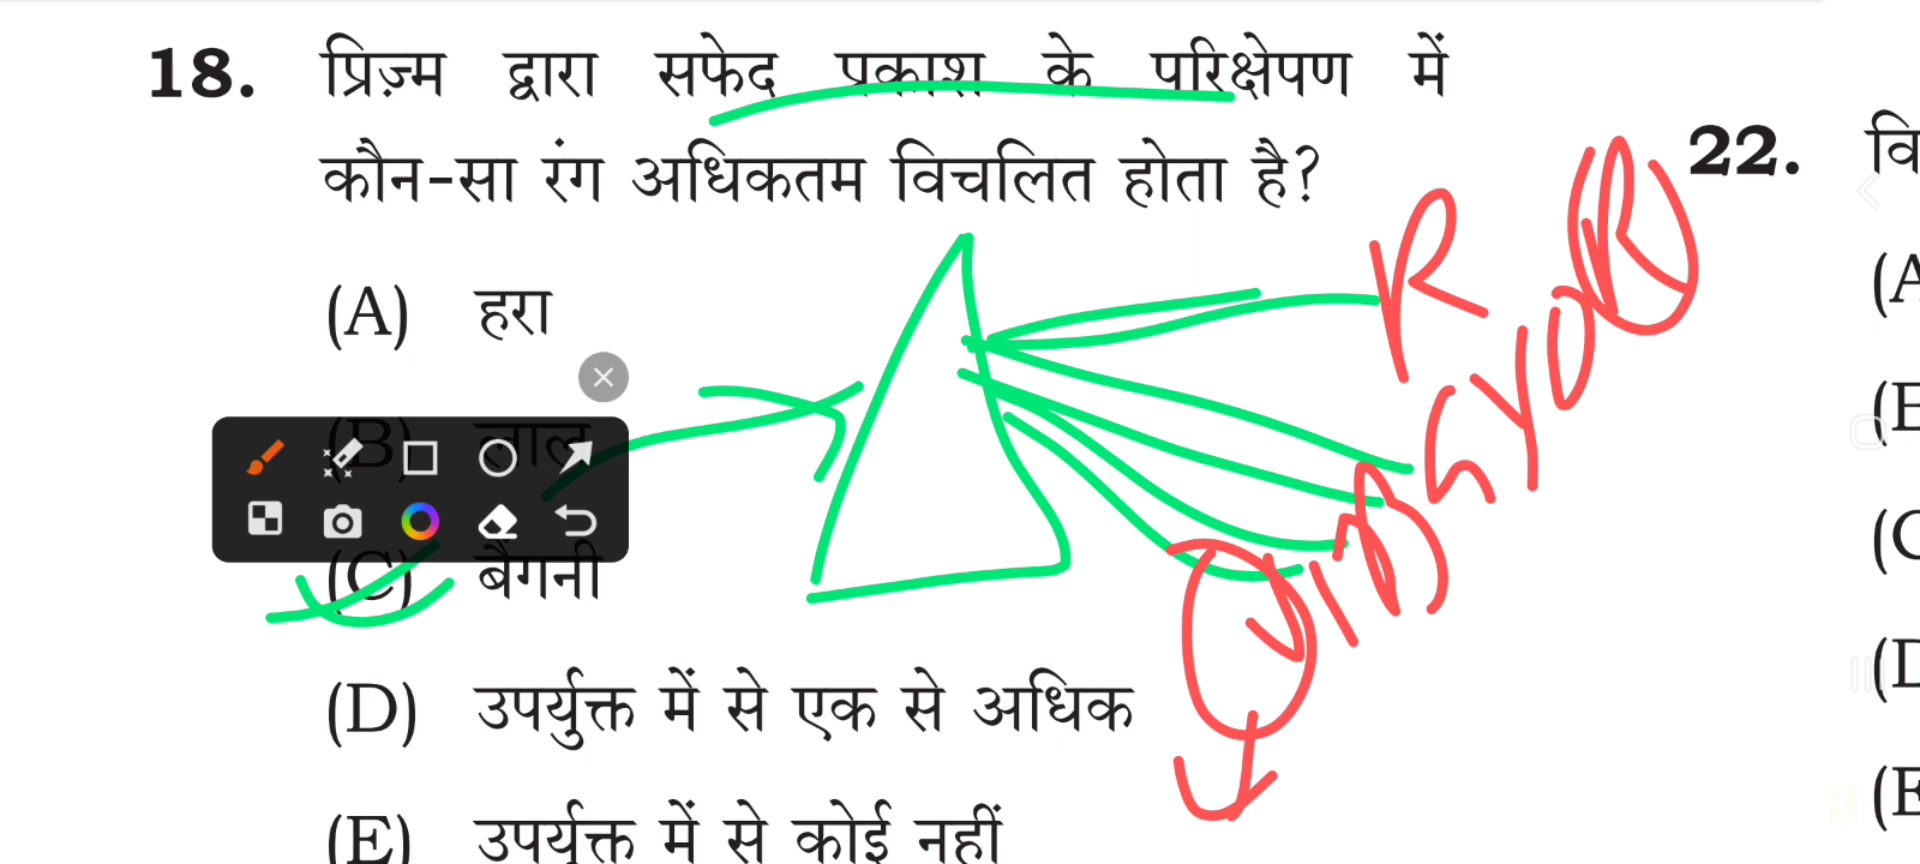 18. प्रिज़्म द्वारा सफेद प्रकाश के परिक्षेपण में
कौन-सा रंग अधिकतम विचलित होता है?
(A) हरा
(B) लाल
(C) बैंगनी
(D) उपर्युक्त में से एक से अधिक
(E) उपर्युक्त में से कोई नहीं
R
VIBGYOR
22. वि
(A
(B
(C
(D
(E